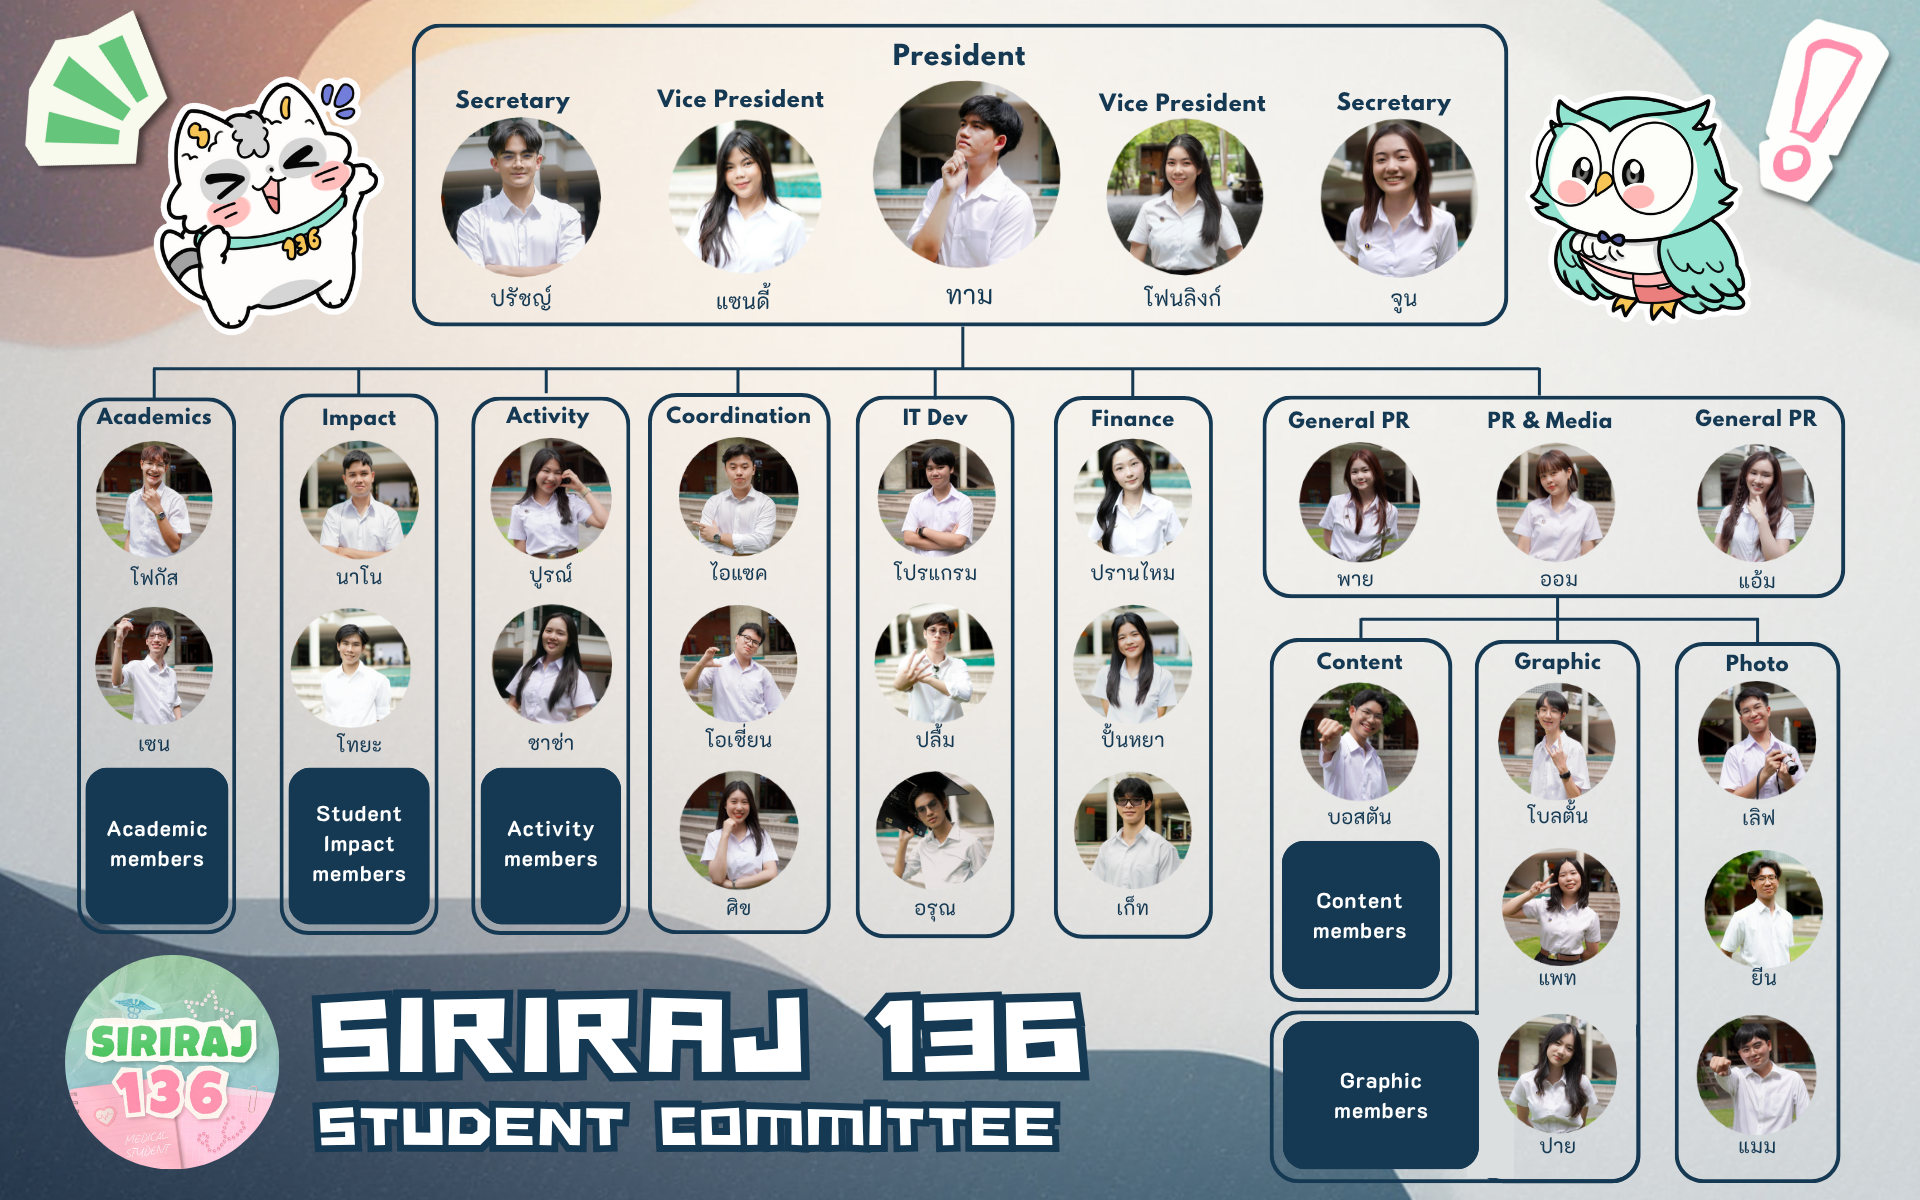 President
Secretary
Vice President
Vice President
Secretary
ปรัชญ์
แซนดี้
ทาม
โฟนลิงก์
จูน
136
Academics
โฟกัส
เซน
Academic
members
Impact
นาโน
โทยะ
Student
Impact
members
Activity
ปูรณ์
ซาช่า
Activity
members
Coordination
ไอแซค
โอเชี่ยน
ศิข
IT Dev
โปรแกรม
ปลื้ม
อรุณ
Finance
ปรานไหม
ปั้นหยา
เก็ท
General PR
PR & Media
General PR
พาย
ออม
แอ้ม
Content
บอสตัน
Content
members
Graphic
โบลตั้น
แพท
ปาย
Graphic
members
Photo
เลิฟ
ยีน
แมม
SIRIRAJ
136
MEDICAL
STUDENT
SIRIRAJ 136
STUDENT COMMITTEE